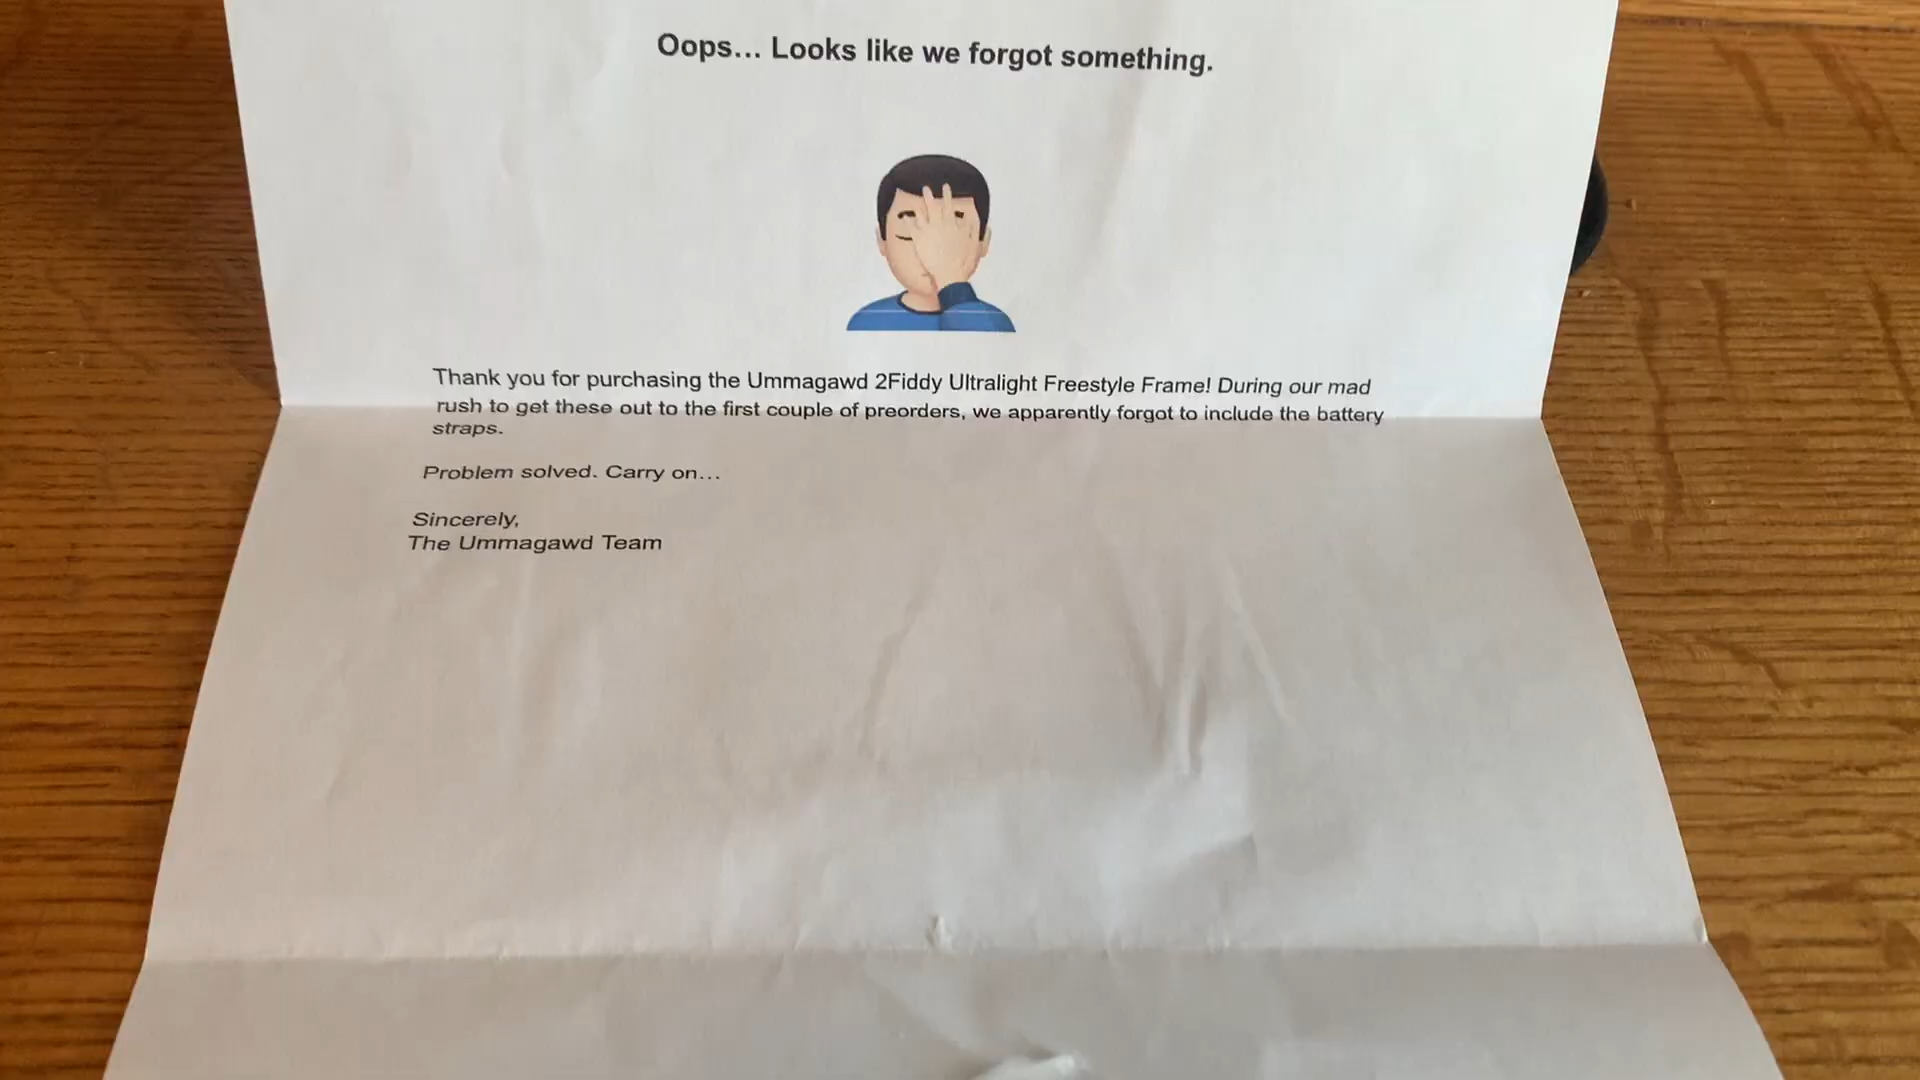 Oops... Looks like we forgot something.
Thank you for purchasing the Ummagawd 2Fiddy Ultralight Freestyle Frame! During our mad
rush to get these out to the first couple of preorders, we apparently forgot to include the battery
straps.
Problem solved. Carry on...
Sincerely,
The Ummagawd Team